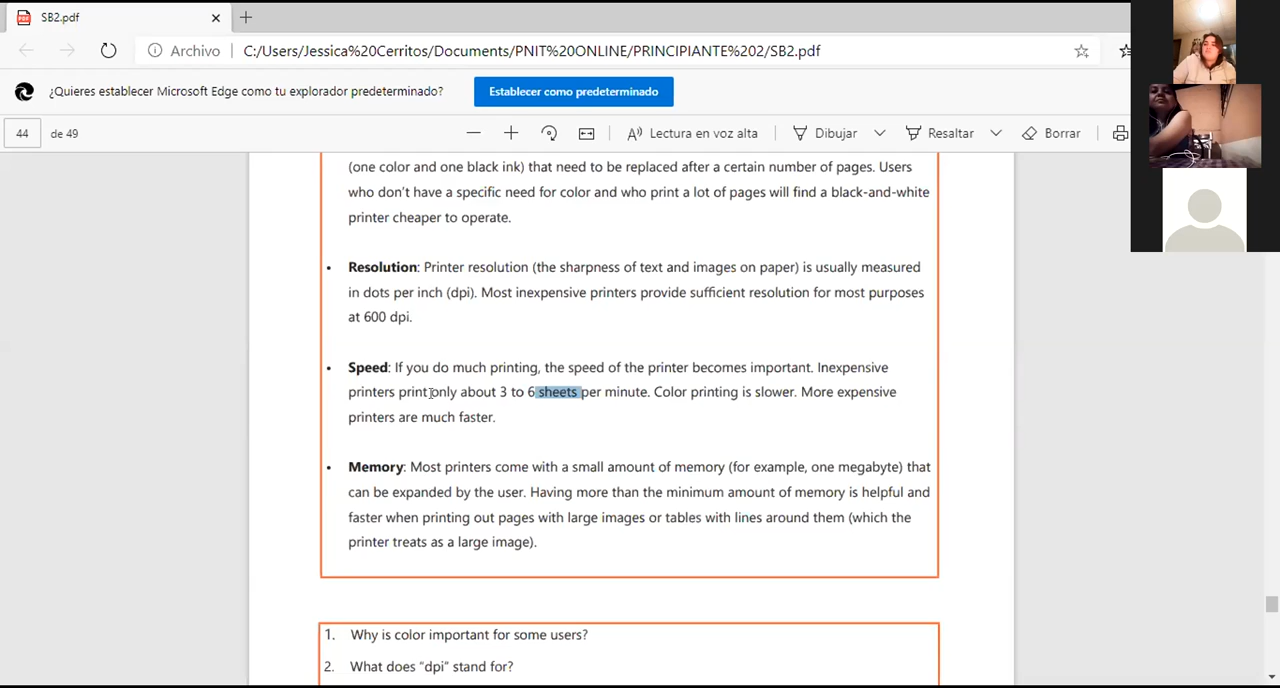 SB2.pdf
Archivo C:/Users/Jessica%20Cerritos/Documents/PNIT%20ONLINE/PRINCIPIANTE%202/SB2.pdf
¿Quieres establecer Microsoft Edge como tu explorador predeterminado? Establecer como predeterminado
44 de 49 Lectura en voz alta Dibujar Resaltar Borrar
(one color and one black ink) that need to be replaced after a certain number of pages. Users
who don't have a specific need for color and who print a lot of pages will find a black-and-white
printer cheaper to operate.
• Resolution: Printer resolution (the sharpness of text and images on paper) is usually measured
in dots per inch (dpi). Most inexpensive printers provide sufficient resolution for most purposes
at 600 dpi.
• Speed: If you do much printing, the speed of the printer becomes important. Inexpensive
printers print only about 3 to 6 sheets per minute. Color printing is slower. More expensive
printers are much faster.
• Memory: Most printers come with a small amount of memory (for example, one megabyte) that
can be expanded by the user. Having more than the minimum amount of memory is helpful and
faster when printing out pages with large images or tables with lines around them (which the
printer treats as a large image).
1. Why is color important for some users?
2. What does “dpi” stand for?